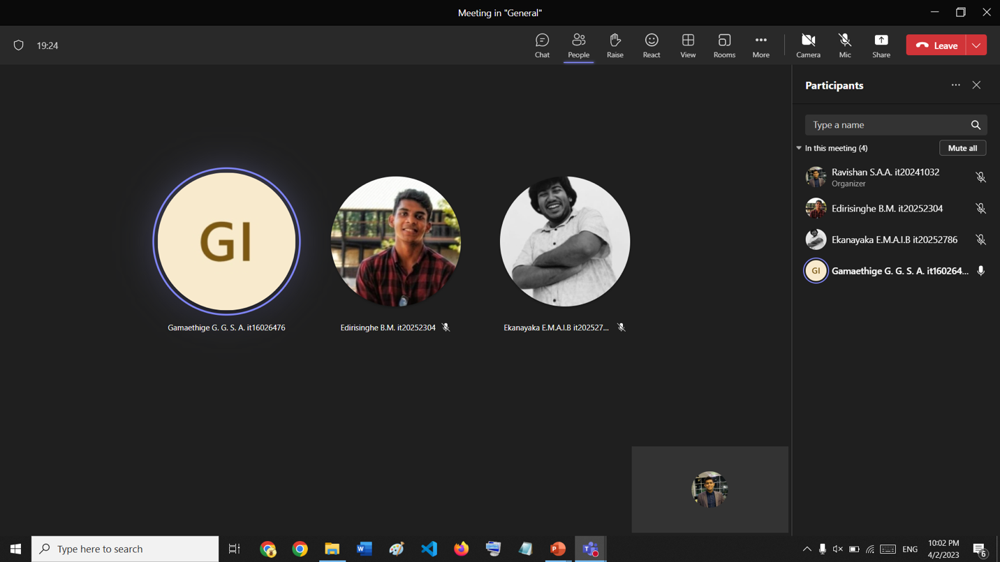 Meeting in "General"
19:24
Chat
People
Raise
React
View
Rooms
More
Camera
Mic
Share
Leave
Participants
Type a name
In this meeting (4)
Mute all
Ravishan S.A.A. it20241032
Organizer
Edirisinghe B.M. it20252304
Ekanayaka E.M.A.I.B it20252786
GI
Gamaethige G. G. S. A. it160264...
GI
Gamaethige G. G. S. A. it16026476
Edirisinghe B.M. it20252304
Ekanayaka E.M.A.I.B it202527...
Type here to search
ENG
10:02 PM
4/2/2023
6